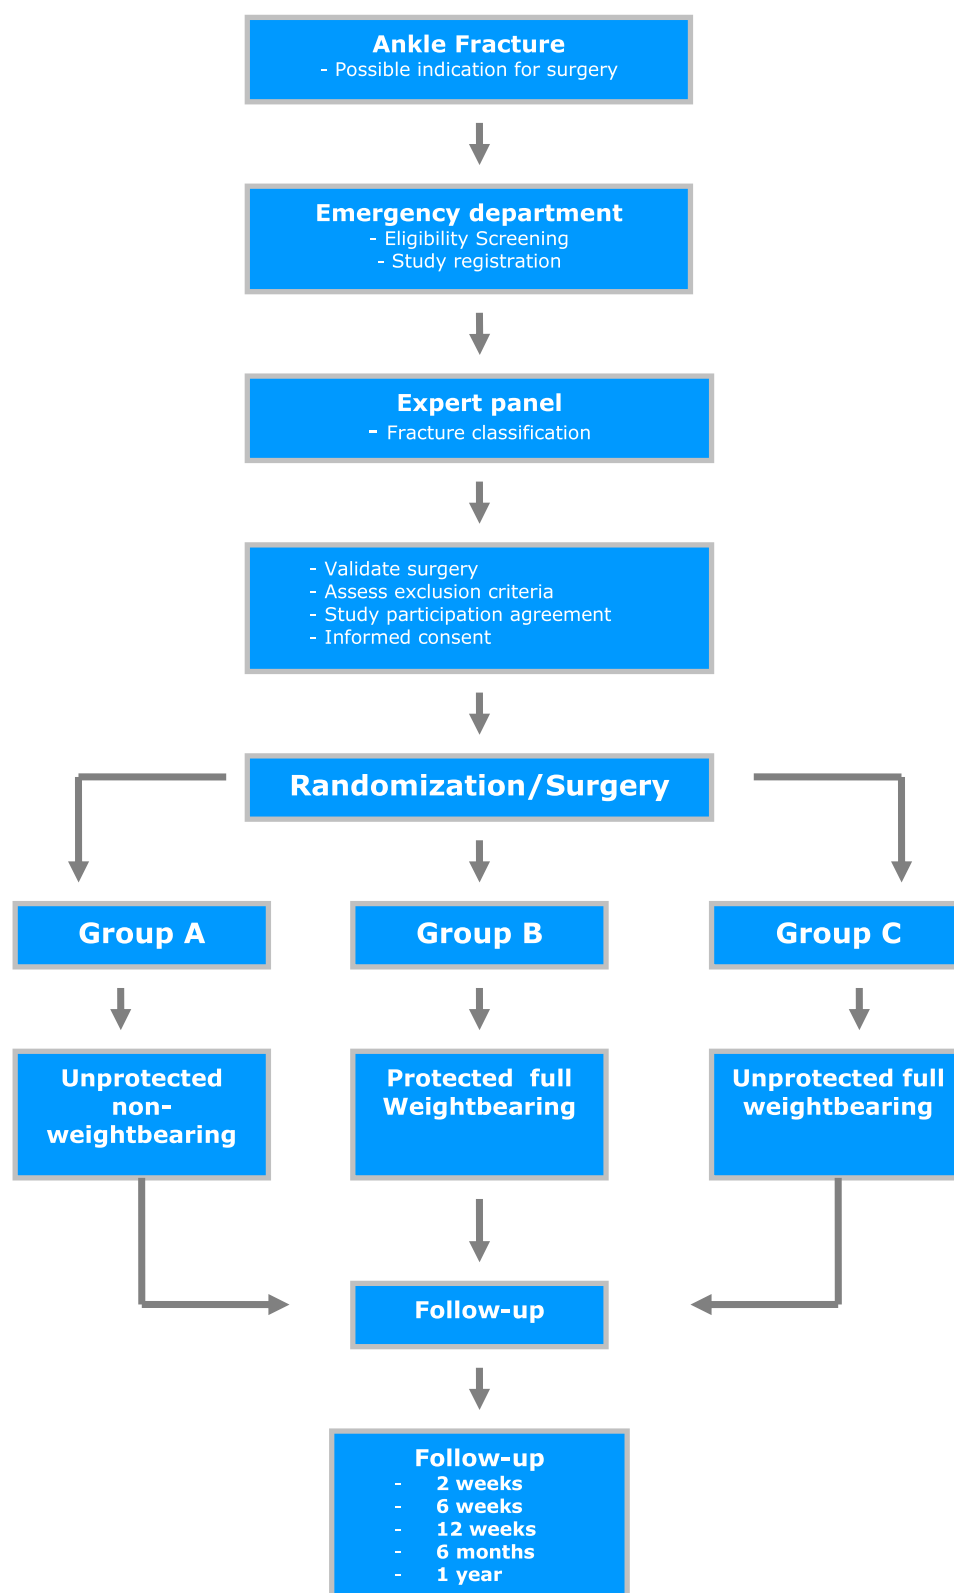 Ankle Fracture
- Possible indication for surgery
Emergency department
- Eligibility Screening
- Study registration
Expert panel
- Fracture classification
- Validate surgery
- Assess exclusion criteria
- Study participation agreement
- Informed consent
Randomization/Surgery
Group A
Group B
Group C
Unprotected
non-
weightbearing
Protected  full
Weightbearing
Unprotected full
weightbearing
Follow-up
Follow-up
- 2 weeks
- 6 weeks
- 12 weeks
- 6 months
- 1 year